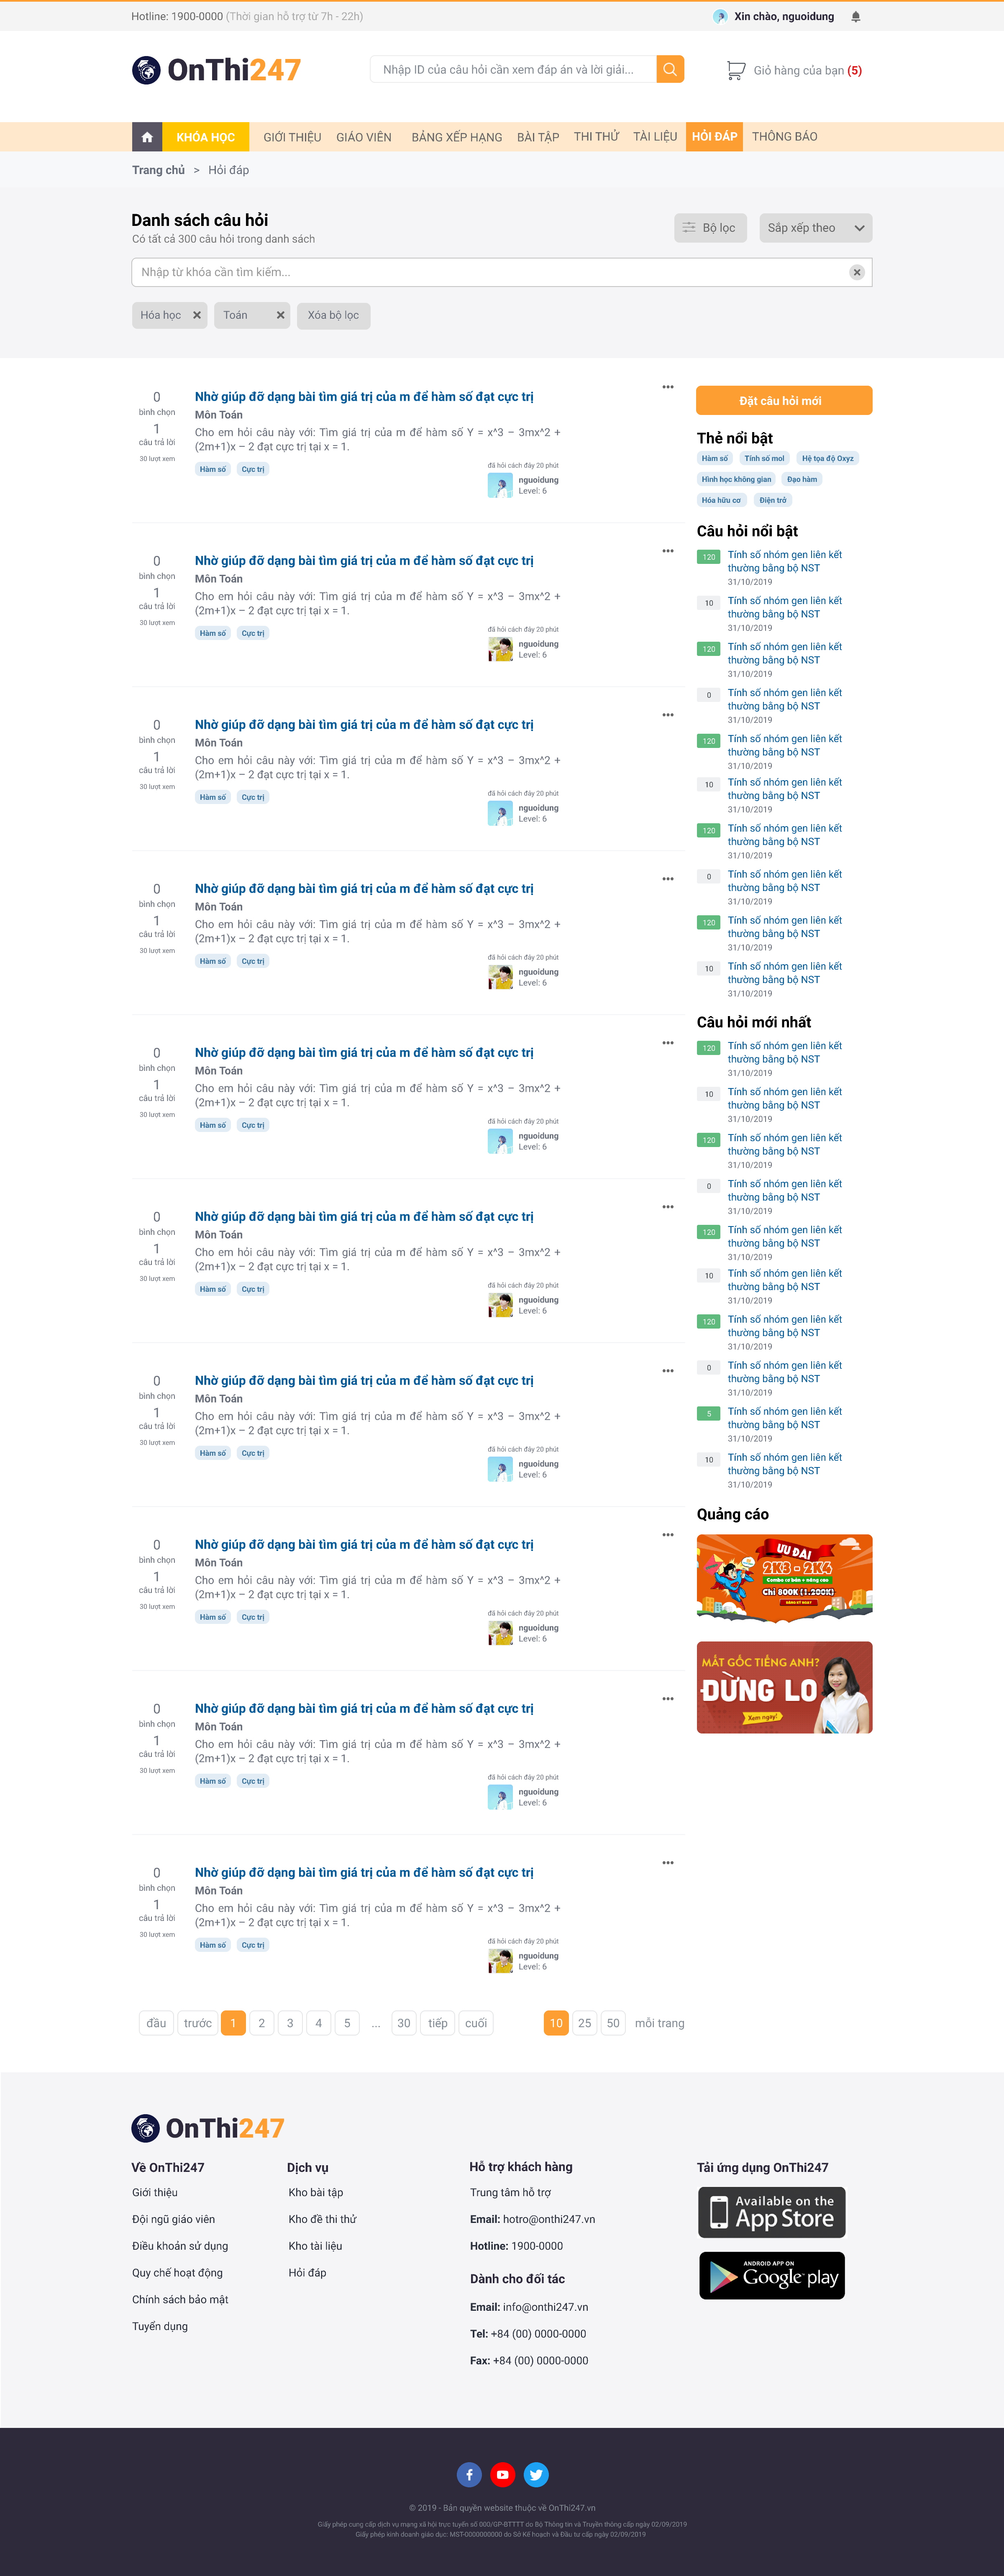 Hotline: 1900-0000 (Thời gian hỗ trợ từ 7h - 22h)
Xin chào, nguoidung
OnThi247
Nhập ID của câu hỏi cần xem đáp án và lời giải...
Giỏ hàng của bạn (5)
KHÓA HỌC GIỚI THIỆU GIÁO VIÊN BẢNG XẾP HẠNG BÀI TẬP THI THỬ TÀI LIỆU HỎI ĐÁP THÔNG BÁO
Trang chủ > Hỏi đáp
Danh sách câu hỏi
Có tất cả 300 câu hỏi trong danh sách
Bộ lọc
Sắp xếp theo
Nhập từ khóa cần tìm kiếm...
Hóa học
Toán
Xóa bộ lọc
0
bình chọn
1
câu trả lời
30 lượt xem
Nhờ giúp đỡ dạng bài tìm giá trị của m để hàm số đạt cực trị
Môn Toán
Cho em hỏi câu này với: Tìm giá trị của m để hàm số Y = x^3 – 3mx^2 +
(2m+1)x – 2 đạt cực trị tại x = 1.
Hàm số Cực trị
đã hỏi cách đây 20 phút
nguoidung
Level: 6
0
bình chọn
1
câu trả lời
30 lượt xem
Nhờ giúp đỡ dạng bài tìm giá trị của m để hàm số đạt cực trị
Môn Toán
Cho em hỏi câu này với: Tìm giá trị của m để hàm số Y = x^3 – 3mx^2 +
(2m+1)x – 2 đạt cực trị tại x = 1.
Hàm số Cực trị
đã hỏi cách đây 20 phút
nguoidung
Level: 6
0
bình chọn
1
câu trả lời
30 lượt xem
Nhờ giúp đỡ dạng bài tìm giá trị của m để hàm số đạt cực trị
Môn Toán
Cho em hỏi câu này với: Tìm giá trị của m để hàm số Y = x^3 – 3mx^2 +
(2m+1)x – 2 đạt cực trị tại x = 1.
Hàm số Cực trị
đã hỏi cách đây 20 phút
nguoidung
Level: 6
0
bình chọn
1
câu trả lời
30 lượt xem
Nhờ giúp đỡ dạng bài tìm giá trị của m để hàm số đạt cực trị
Môn Toán
Cho em hỏi câu này với: Tìm giá trị của m để hàm số Y = x^3 – 3mx^2 +
(2m+1)x – 2 đạt cực trị tại x = 1.
Hàm số Cực trị
đã hỏi cách đây 20 phút
nguoidung
Level: 6
0
bình chọn
1
câu trả lời
30 lượt xem
Nhờ giúp đỡ dạng bài tìm giá trị của m để hàm số đạt cực trị
Môn Toán
Cho em hỏi câu này với: Tìm giá trị của m để hàm số Y = x^3 – 3mx^2 +
(2m+1)x – 2 đạt cực trị tại x = 1.
Hàm số Cực trị
đã hỏi cách đây 20 phút
nguoidung
Level: 6
0
bình chọn
1
câu trả lời
30 lượt xem
Nhờ giúp đỡ dạng bài tìm giá trị của m để hàm số đạt cực trị
Môn Toán
Cho em hỏi câu này với: Tìm giá trị của m để hàm số Y = x^3 – 3mx^2 +
(2m+1)x – 2 đạt cực trị tại x = 1.
Hàm số Cực trị
đã hỏi cách đây 20 phút
nguoidung
Level: 6
0
bình chọn
1
câu trả lời
30 lượt xem
Nhờ giúp đỡ dạng bài tìm giá trị của m để hàm số đạt cực trị
Môn Toán
Cho em hỏi câu này với: Tìm giá trị của m để hàm số Y = x^3 – 3mx^2 +
(2m+1)x – 2 đạt cực trị tại x = 1.
Hàm số Cực trị
đã hỏi cách đây 20 phút
nguoidung
Level: 6
0
bình chọn
1
câu trả lời
30 lượt xem
Nhờ giúp đỡ dạng bài tìm giá trị của m để hàm số đạt cực trị
Môn Toán
Cho em hỏi câu này với: Tìm giá trị của m để hàm số Y = x^3 – 3mx^2 +
(2m+1)x – 2 đạt cực trị tại x = 1.
Hàm số Cực trị
đã hỏi cách đây 20 phút
nguoidung
Level: 6
0
bình chọn
1
câu trả lời
30 lượt xem
Nhờ giúp đỡ dạng bài tìm giá trị của m để hàm số đạt cực trị
Môn Toán
Cho em hỏi câu này với: Tìm giá trị của m để hàm số Y = x^3 – 3mx^2 +
(2m+1)x – 2 đạt cực trị tại x = 1.
Hàm số Cực trị
đã hỏi cách đây 20 phút
nguoidung
Level: 6
0
bình chọn
1
câu trả lời
30 lượt xem
Nhờ giúp đỡ dạng bài tìm giá trị của m để hàm số đạt cực trị
Môn Toán
Cho em hỏi câu này với: Tìm giá trị của m để hàm số Y = x^3 – 3mx^2 +
(2m+1)x – 2 đạt cực trị tại x = 1.
Hàm số Cực trị
đã hỏi cách đây 20 phút
nguoidung
Level: 6
đầu trước 1 2 3 4 5 ... 30 tiếp cuối
10 25 50 mỗi trang
Đặt câu hỏi mới
Thẻ nổi bật
Hàm số Tính số mol Hệ tọa độ Oxyz
Hình học không gian Đạo hàm
Hóa hữu cơ Điện trở
Câu hỏi nổi bật
120 Tính số nhóm gen liên kết
thường bằng bộ NST
31/10/2019
10 Tính số nhóm gen liên kết
thường bằng bộ NST
31/10/2019
120 Tính số nhóm gen liên kết
thường bằng bộ NST
31/10/2019
0 Tính số nhóm gen liên kết
thường bằng bộ NST
31/10/2019
120 Tính số nhóm gen liên kết
thường bằng bộ NST
31/10/2019
10 Tính số nhóm gen liên kết
thường bằng bộ NST
31/10/2019
120 Tính số nhóm gen liên kết
thường bằng bộ NST
31/10/2019
0 Tính số nhóm gen liên kết
thường bằng bộ NST
31/10/2019
120 Tính số nhóm gen liên kết
thường bằng bộ NST
31/10/2019
10 Tính số nhóm gen liên kết
thường bằng bộ NST
31/10/2019
Câu hỏi mới nhất
120 Tính số nhóm gen liên kết
thường bằng bộ NST
31/10/2019
10 Tính số nhóm gen liên kết
thường bằng bộ NST
31/10/2019
120 Tính số nhóm gen liên kết
thường bằng bộ NST
31/10/2019
0 Tính số nhóm gen liên kết
thường bằng bộ NST
31/10/2019
120 Tính số nhóm gen liên kết
thường bằng bộ NST
31/10/2019
10 Tính số nhóm gen liên kết
thường bằng bộ NST
31/10/2019
120 Tính số nhóm gen liên kết
thường bằng bộ NST
31/10/2019
0 Tính số nhóm gen liên kết
thường bằng bộ NST
31/10/2019
5 Tính số nhóm gen liên kết
thường bằng bộ NST
31/10/2019
10 Tính số nhóm gen liên kết
thường bằng bộ NST
31/10/2019
Quảng cáo
ƯU ĐÃI
2K3 - 2K4
Combo cơ bản + nâng cao
Chỉ 800K (1.200K)
ĐĂNG KÝ NGAY
MẤT GỐC TIẾNG ANH?
ĐỪNG LO
Xem ngay!
OnThi247
Về OnThi247
Giới thiệu
Đội ngũ giáo viên
Điều khoản sử dụng
Quy chế hoạt động
Chính sách bảo mật
Tuyển dụng
Dịch vụ
Kho bài tập
Kho đề thi thử
Kho tài liệu
Hỏi đáp
Hỗ trợ khách hàng
Trung tâm hỗ trợ
Email: hotro@onthi247.vn
Hotline: 1900-0000
Dành cho đối tác
Email: info@onthi247.vn
Tel: +84 (00) 0000-0000
Fax: +84 (00) 0000-0000
Tải ứng dụng OnThi247
Available on the
App Store
ANDROID APP ON
Google play
© 2019 - Bản quyền website thuộc về OnThi247.vn
Giấy phép cung cấp dịch vụ mạng xã hội trực tuyến số 000/GP-BTTTT do Bộ Thông tin và Truyền thông cấp ngày 02/09/2019
Giấy phép kinh doanh giáo dục: MST-0000000000 do Sở Kế hoạch và Đầu tư cấp ngày 02/09/2019